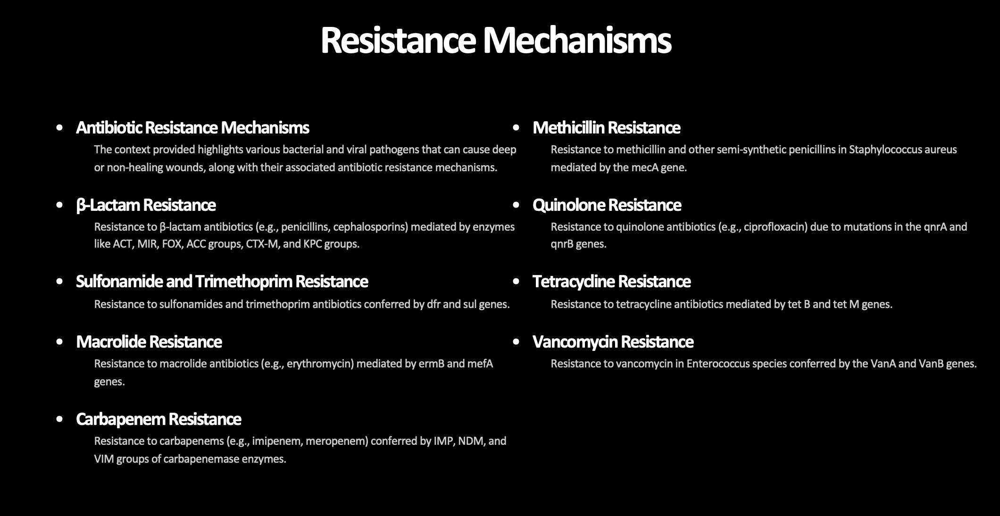 Resistance Mechanisms
• Antibiotic Resistance Mechanisms
The context provided highlights various bacterial and viral pathogens that can cause deep
or non-healing wounds, along with their associated antibiotic resistance mechanisms.
• β-Lactam Resistance
Resistance to β-lactam antibiotics (e.g., penicillins, cephalosporins) mediated by enzymes
like ACT, MIR, FOX, ACC groups, CTX-M, and KPC groups.
• Sulfonamide and Trimethoprim Resistance
Resistance to sulfonamides and trimethoprim antibiotics conferred by dfr and sul genes.
• Macrolide Resistance
Resistance to macrolide antibiotics (e.g., erythromycin) mediated by ermB and mefA
genes.
• Carbapenem Resistance
Resistance to carbapenems (e.g., imipenem, meropenem) conferred by IMP, NDM, and
VIM groups of carbapenemase enzymes.
• Methicillin Resistance
Resistance to methicillin and other semi-synthetic penicillins in Staphylococcus aureus
mediated by the mecA gene.
• Quinolone Resistance
Resistance to quinolone antibiotics (e.g., ciprofloxacin) due to mutations in the qnrA and
qnrB genes.
• Tetracycline Resistance
Resistance to tetracycline antibiotics mediated by tet B and tet M genes.
• Vancomycin Resistance
Resistance to vancomycin in Enterococcus species conferred by the VanA and VanB genes.